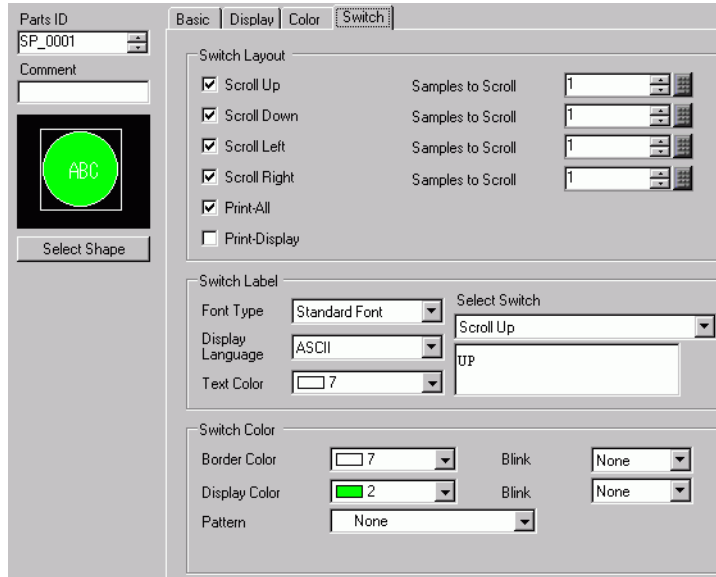 Parts ID
SP_0001
Comment
ABC
Select Shape
Basic Display Color Switch
Switch Layout
Scroll Up Samples to Scroll 1
Scroll Down Samples to Scroll 1
Scroll Left Samples to Scroll 1
Scroll Right Samples to Scroll 1
Print-All
Print-Display
Switch Label
Font Type Standard Font
Display
Language ASCII
Text Color 7
Select Switch
Scroll Up
UP
Switch Color
Border Color 7 Blink None
Display Color 2 Blink None
Pattern None